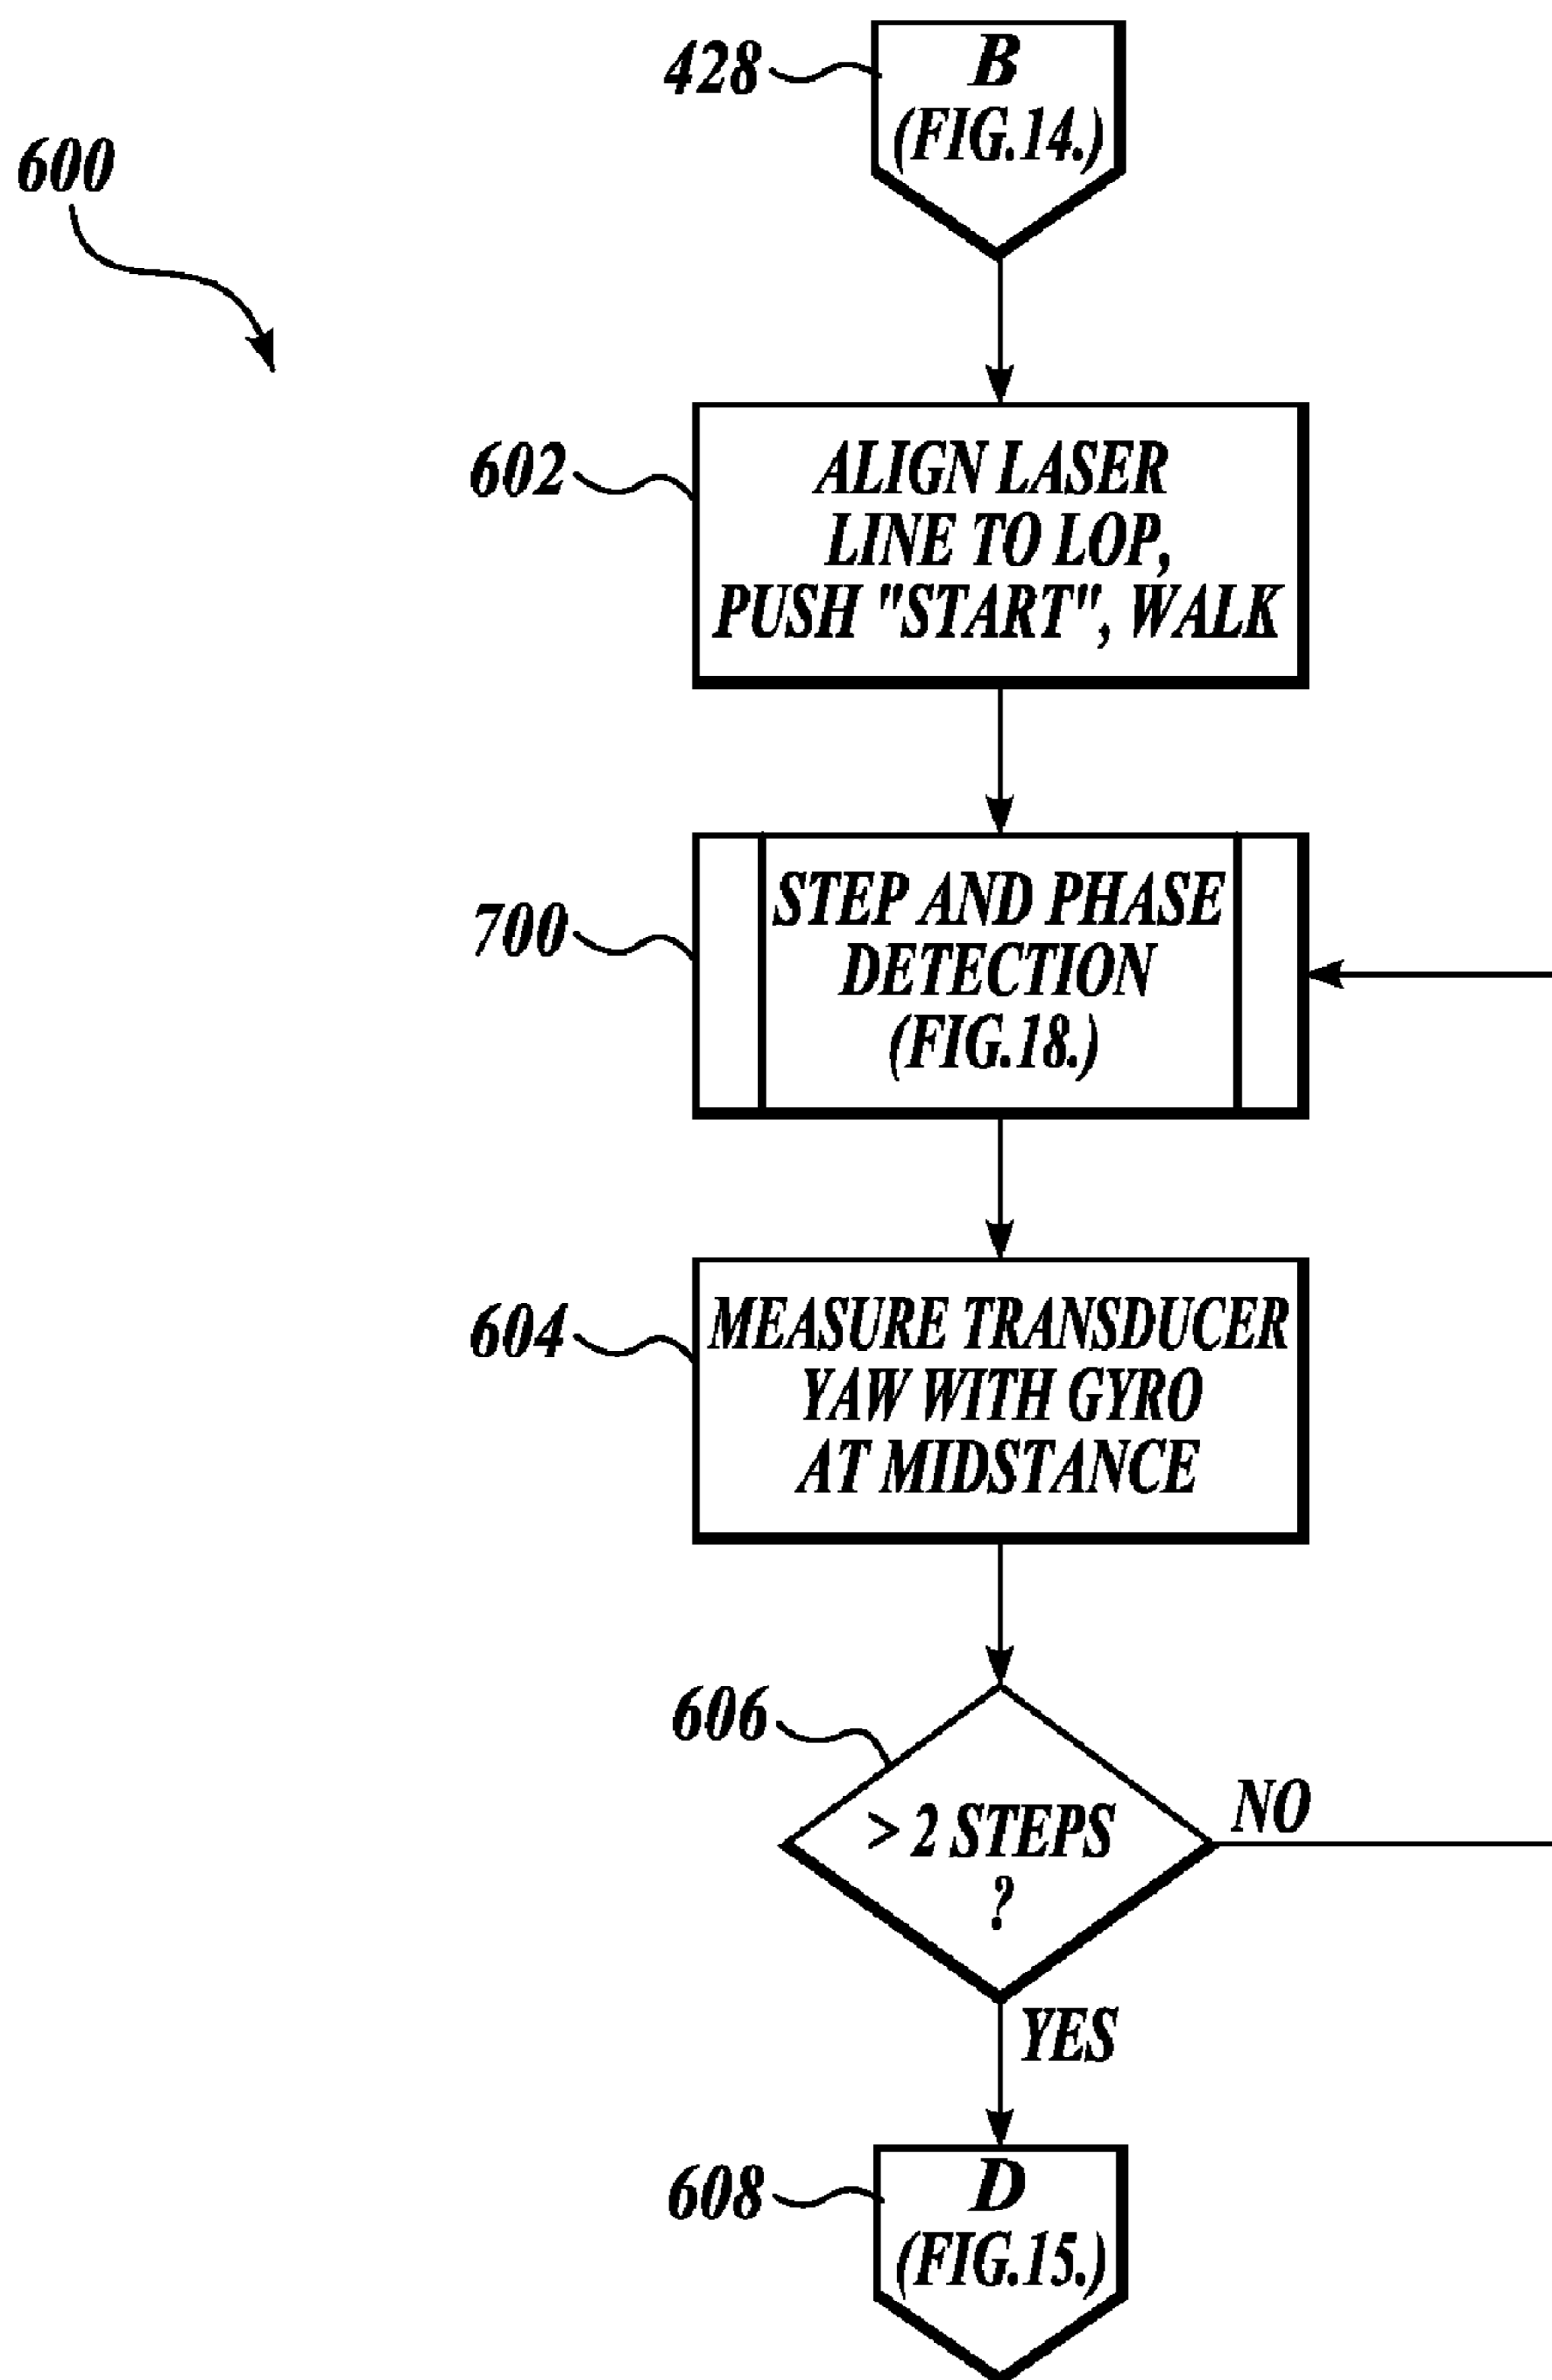 428
B
(FIG.14.)
600
602
ALIGN LASER
LINE TO LOP,
PUSH "START", WALK
700
STEP AND PHASE
DETECTION
(FIG.18.)
604
MEASURE TRANSDUCER
YAW WITH GYRO
AT MIDSTANCE
606
> 2 STEPS
?
NO
YES
608
D
(FIG.15.)